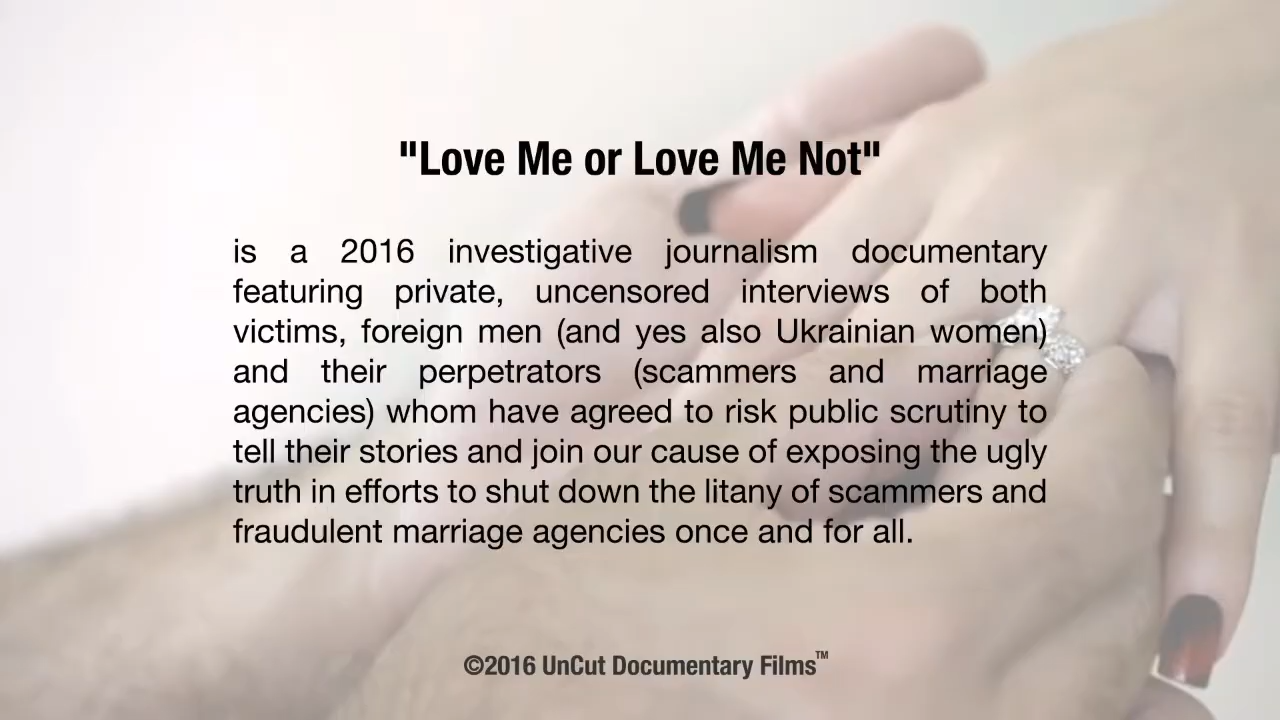 "Love Me or Love Me Not"
is a 2016 investigative journalism documentary
featuring private, uncensored interviews of both
victims, foreign men (and yes also Ukrainian women)
and their perpetrators (scammers and marriage
agencies) whom have agreed to risk public scrutiny to
tell their stories and join our cause of exposing the ugly
truth in efforts to shut down the litany of scammers and
fraudulent marriage agencies once and for all.
©2016 UnCut Documentary Films™